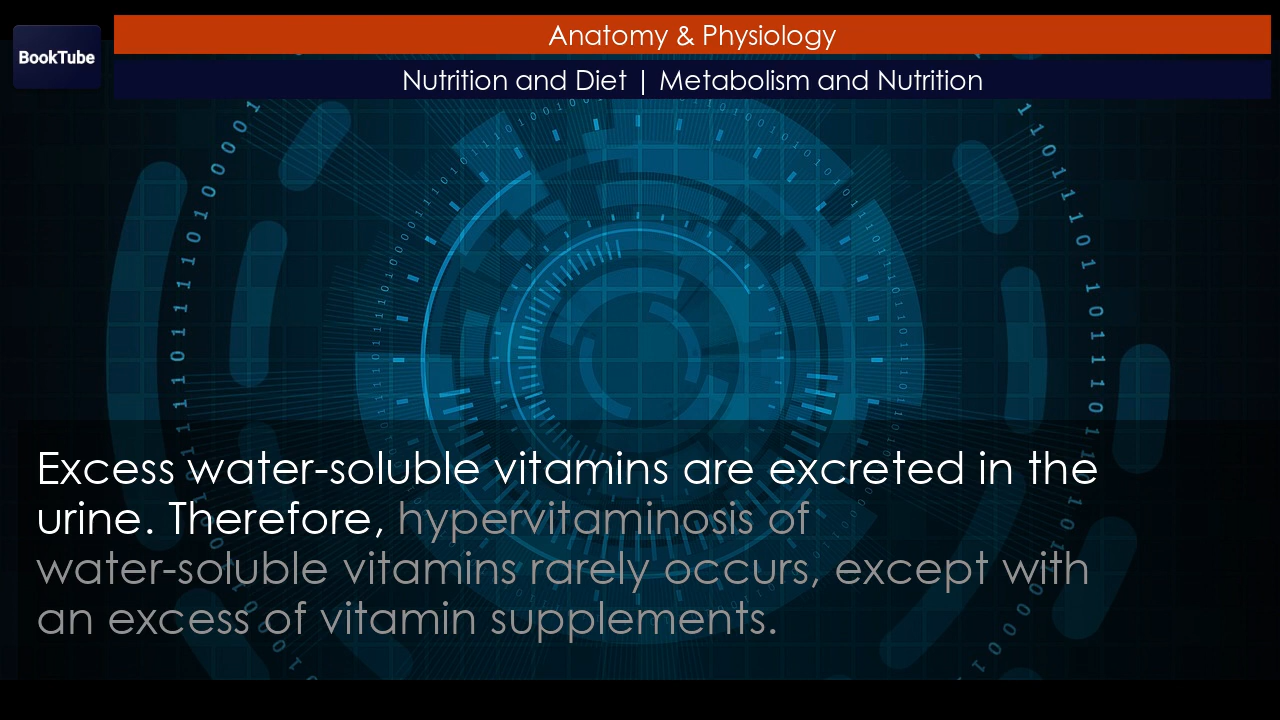 Anatomy & Physiology
BookTube
Nutrition and Diet | Metabolism and Nutrition
Excess water-soluble vitamins are excreted in the
urine. Therefore, hypervitaminosis of
water-soluble vitamins rarely occurs, except with
an excess of vitamin supplements.